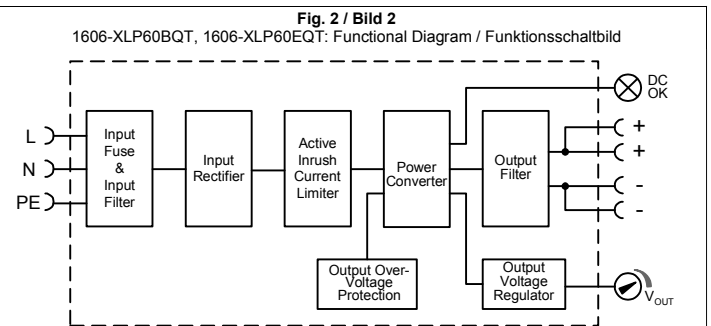 Fig. 2 / Bild 2
1606-XLP60BQT, 1606-XLP60EQT: Functional Diagram / Funktionsschaltbild
DC
OK
L
N
PE
Input
Fuse
&
Input
Filter
Input
Rectifier
Active
Inrush
Current
Limiter
Power
Converter
Output
Filter
+
+
-
-
Output Over-
Voltage
Protection
Output
Voltage
Regulator
VOUT